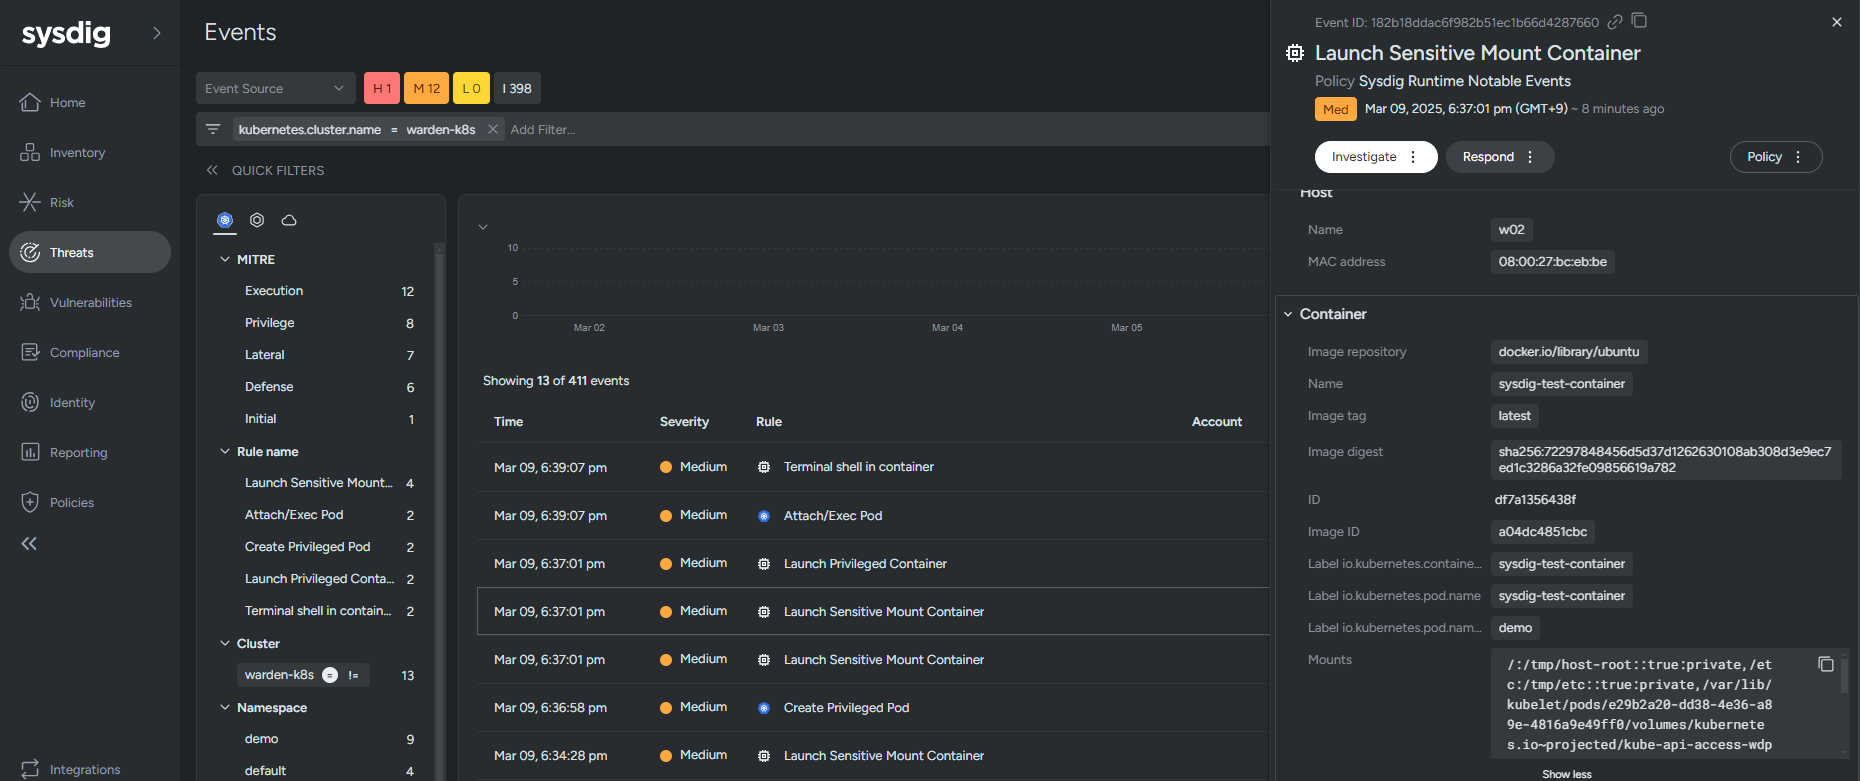 sysdig
Home
Inventory
Risk
Threats
Vulnerabilities
Compliance
Identity
Reporting
Policies
Integrations
Events
Event Source
H 1
M 12
L 0
I 398
kubernetes.cluster.name = warden-k8s
Add Filter...
QUICK FILTERS
MITRE
Execution 12
Privilege 8
Lateral 7
Defense 6
Initial 1
Rule name
Launch Sensitive Mount... 4
Attach/Exec Pod 2
Create Privileged Pod 2
Launch Privileged Conta... 2
Terminal shell in contain... 2
Cluster
warden-k8s = != 13
Namespace
demo 9
default 4
10
5
0
Mar 02 Mar 03 Mar 04 Mar 05
Showing 13 of 411 events
Time Severity Rule Account
Mar 09, 6:39:07 pm Medium Terminal shell in container
Mar 09, 6:39:07 pm Medium Attach/Exec Pod
Mar 09, 6:37:01 pm Medium Launch Privileged Container
Mar 09, 6:37:01 pm Medium Launch Sensitive Mount Container
Mar 09, 6:37:01 pm Medium Launch Sensitive Mount Container
Mar 09, 6:36:58 pm Medium Create Privileged Pod
Mar 09, 6:34:28 pm Medium Launch Sensitive Mount Container
Event ID: 182b18ddac6f982b51ec1b66d4287660
Launch Sensitive Mount Container
Policy Sysdig Runtime Notable Events
Med Mar 09, 2025, 6:37:01 pm (GMT+9) ~ 8 minutes ago
Investigate
Respond
Policy
Host
Name w02
MAC address 08:00:27:bc:eb:be
Container
Image repository docker.io/library/ubuntu
Name sysdig-test-container
Image tag latest
Image digest sha256:72297848456d5d37d1262630108ab308d3e9ec7
ed1c3286a32fe09856619a782
ID df7a1356438f
Image ID a04dc4851cbc
Label io.kubernetes.containe... sysdig-test-container
Label io.kubernetes.pod.name sysdig-test-container
Label io.kubernetes.pod.nam... demo
Mounts /:/tmp/host-root::true:private,/et
c:/tmp/etc::true:private,/var/lib/
kubelet/pods/e29b2a20-dd38-4e36-a8
9e-4816a9e49ff0/volumes/kubernete
s.io~projected/kube-api-access-wdp
Show less